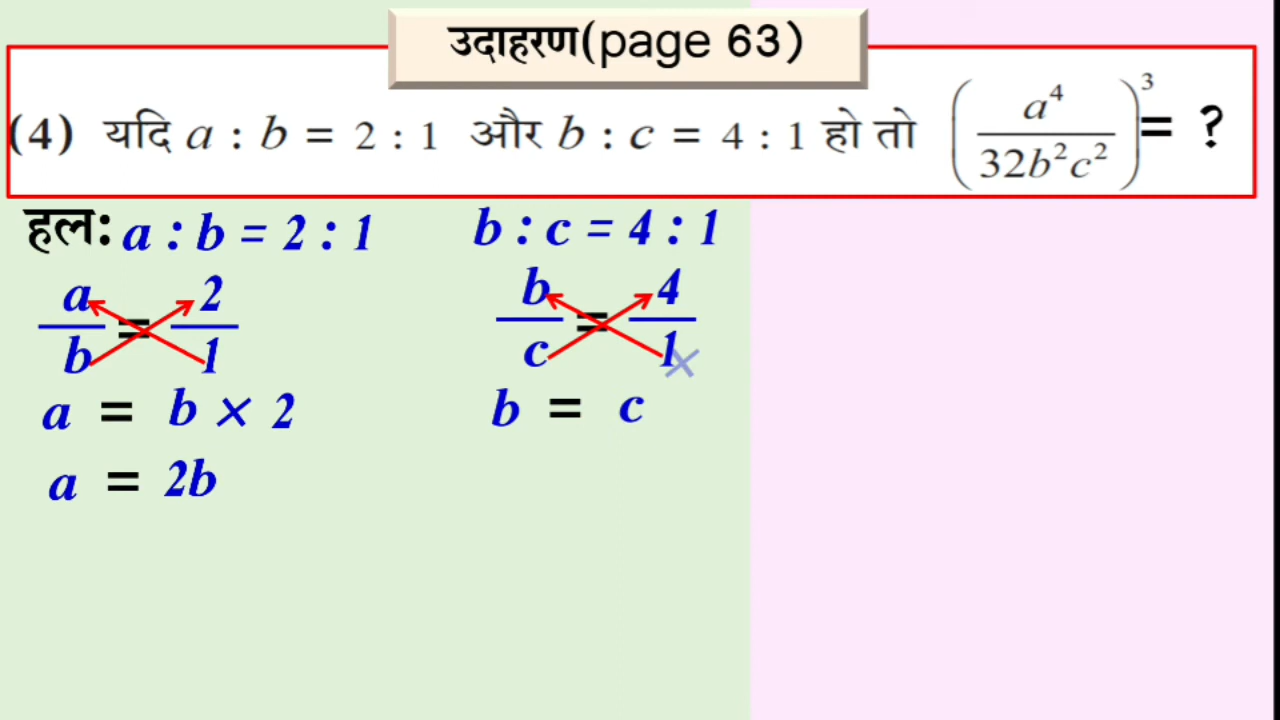 उदाहरण(page 63)
(4) यदि a : b = 2 : 1 और b : c = 4 : 1 हो तो (a⁴/32b²c²)³ = ?
हल: a : b = 2 : 1
a/b = 2/1
a = b × 2
a = 2b
b : c = 4 : 1
b/c = 4/1 ×
b = c